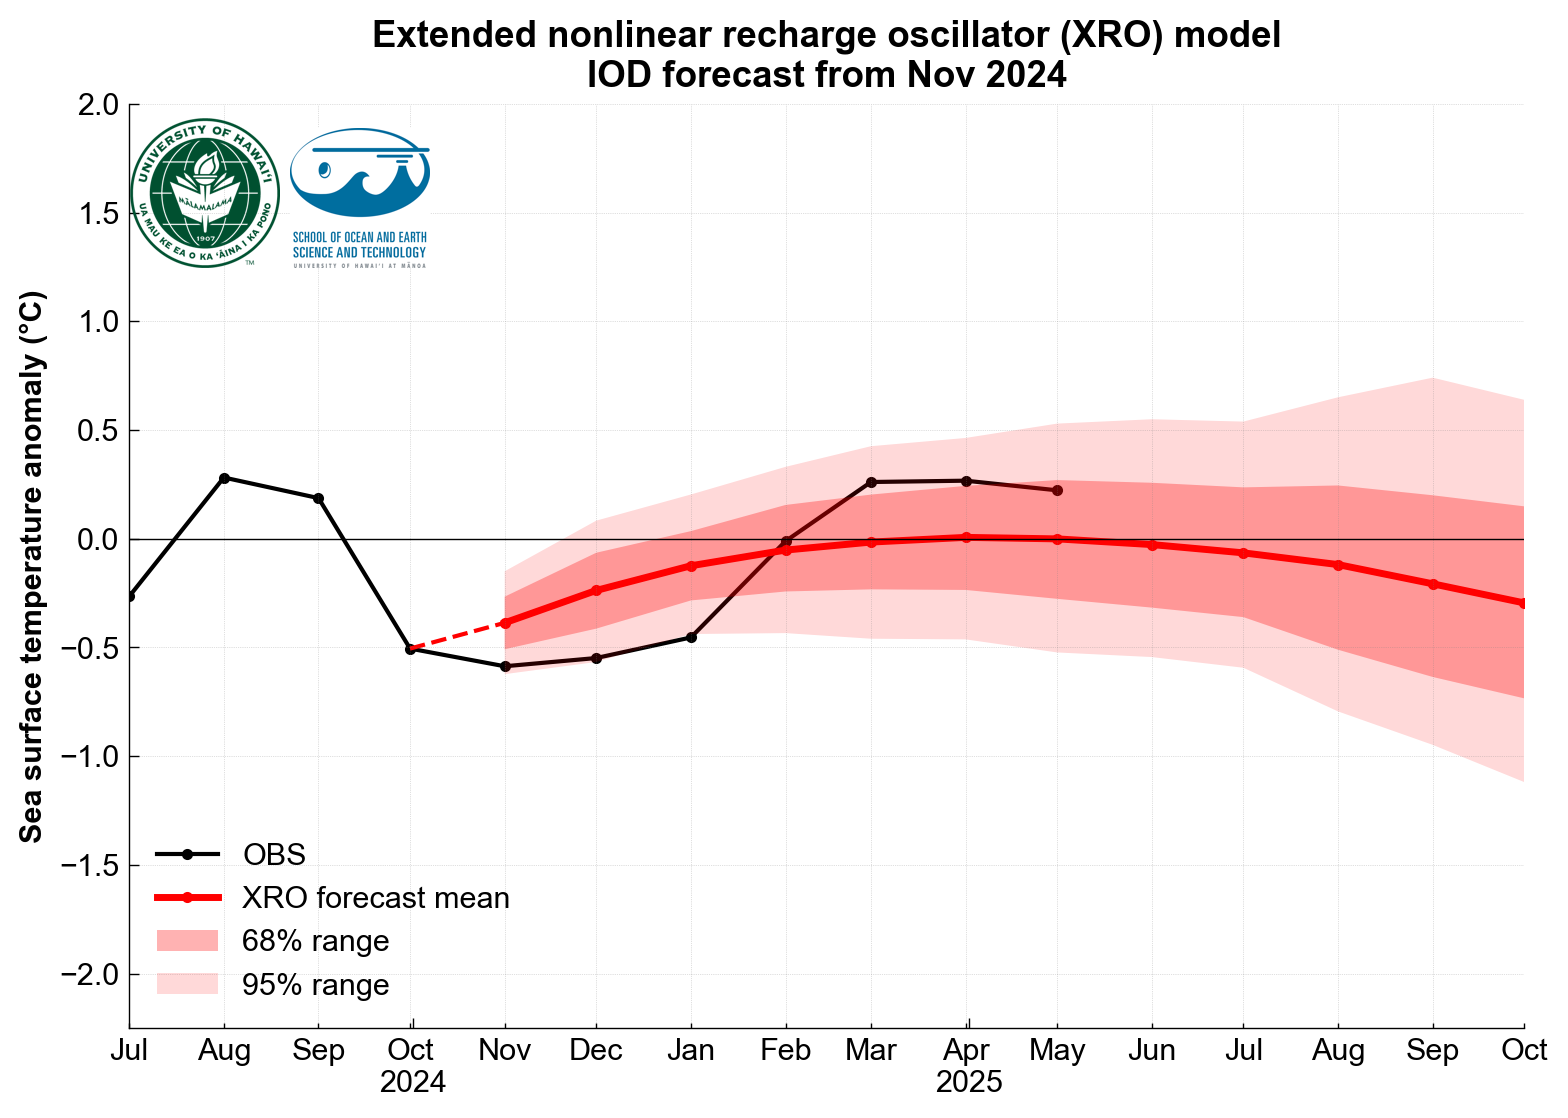 Extended nonlinear recharge oscillator (XRO) model
IOD forecast from Nov 2024
UNIVERSITY OF HAWAIʻI
MĀLAMALAMA
1907
UA MAU KE EA O KA ʻĀINA I KA PONO
TM
SCHOOL OF OCEAN AND EARTH
SCIENCE AND TECHNOLOGY
UNIVERSITY OF HAWAIʻI AT MĀNOA
Sea surface temperature anomaly (°C)
2.0
1.5
1.0
0.5
0.0
−0.5
−1.0
−1.5
−2.0
OBS
XRO forecast mean
68% range
95% range
Jul Aug Sep Oct Nov Dec Jan Feb Mar Apr May Jun Jul Aug Sep Oct
2024 2025